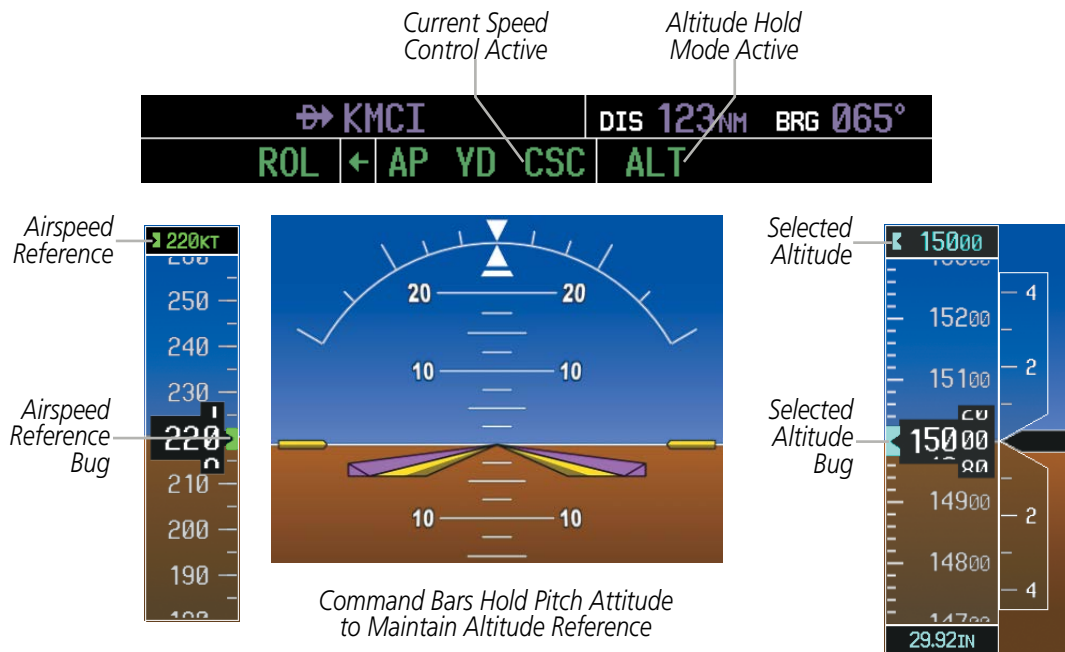 Current Speed
Control Active
Altitude Hold
Mode Active
KMCI DIS 123NM BRG 065°
ROL ← AP YD CSC ALT
Airspeed
Reference
220KT
250
240
230
220
210
200
190
Airspeed
Reference
Bug
20 20
10 10
10 10
Command Bars Hold Pitch Attitude
to Maintain Altitude Reference
Selected
Altitude
15000
15200
15100
15000
80
14900
14800
Selected
Altitude
Bug
4
2
2
4
29.92IN